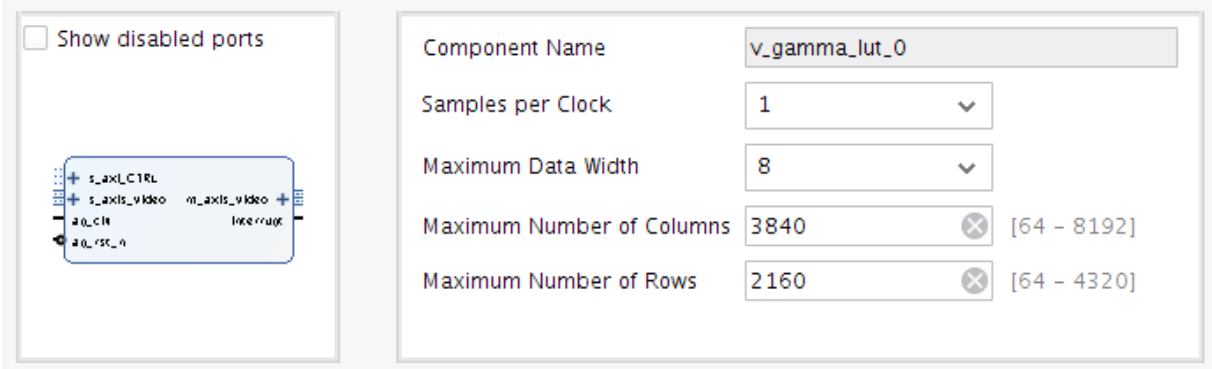 Show disabled ports
s_axi_CTRL
s_axis_video m_axis_video
ap_clk interrupt
ap_rst_n
Component Name v_gamma_lut_0
Samples per Clock 1
Maximum Data Width 8
Maximum Number of Columns 3840 [64 - 8192]
Maximum Number of Rows 2160 [64 - 4320]